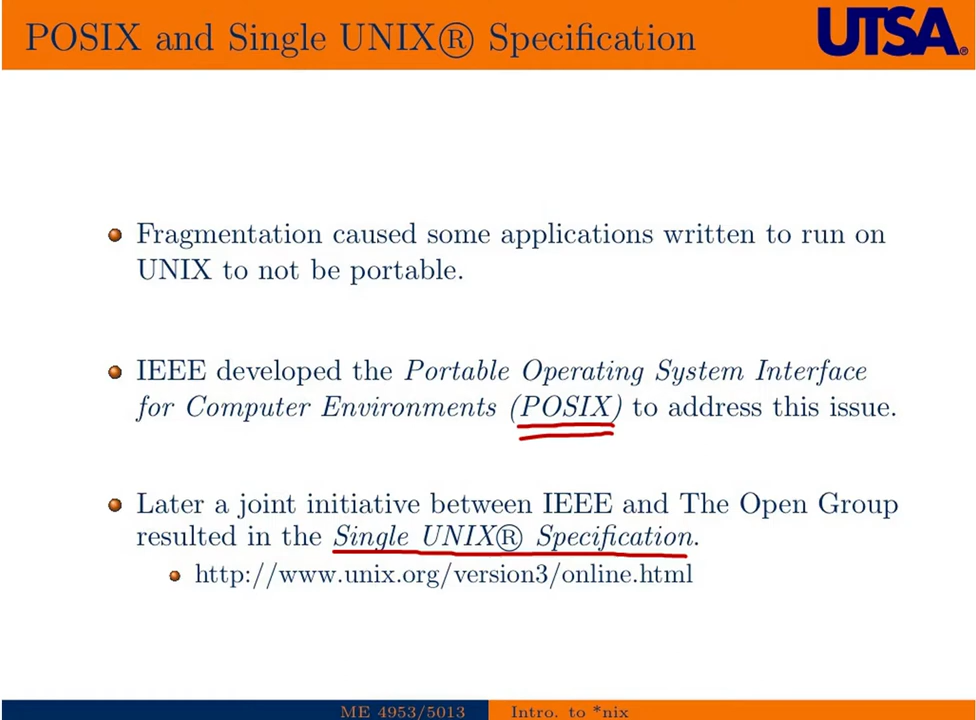 POSIX and Single UNIX® Specification
UTSA®
Fragmentation caused some applications written to run on
UNIX to not be portable.
IEEE developed the Portable Operating System Interface
for Computer Environments (POSIX) to address this issue.
Later a joint initiative between IEEE and The Open Group
resulted in the Single UNIX® Specification.
http://www.unix.org/version3/online.html
ME 4953/5013 Intro. to *nix